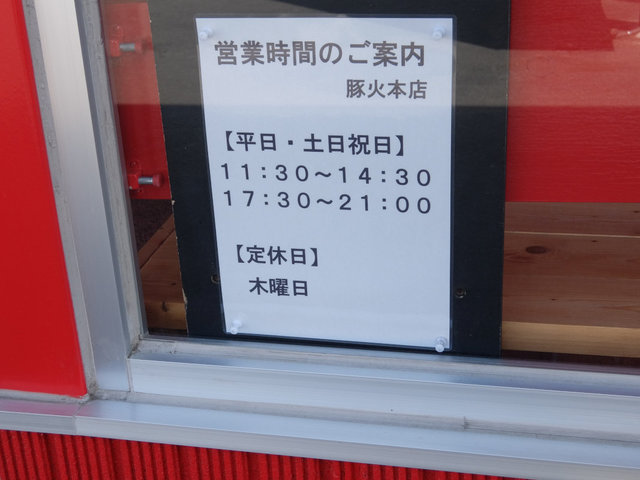 営業時間のご案内
豚火本店
【平日・土日祝日】
11:30～14:30
17:30～21:00
【定休日】
木曜日